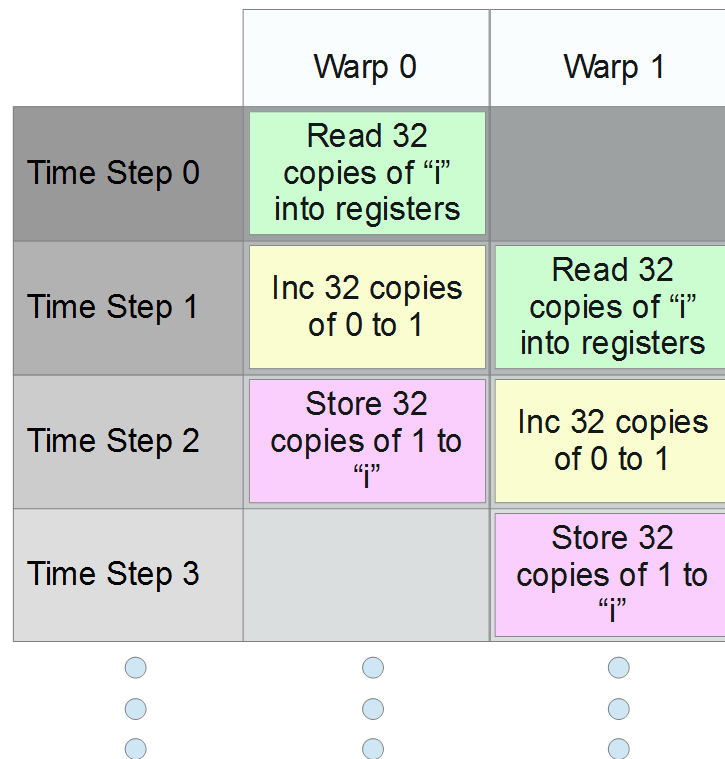 Warp 0
Warp 1
Time Step 0
Read 32
copies of “i”
into registers
Time Step 1
Inc 32 copies
of 0 to 1
Read 32
copies of “i”
into registers
Time Step 2
Store 32
copies of 1 to
“i”
Inc 32 copies
of 0 to 1
Time Step 3
Store 32
copies of 1 to
“i”